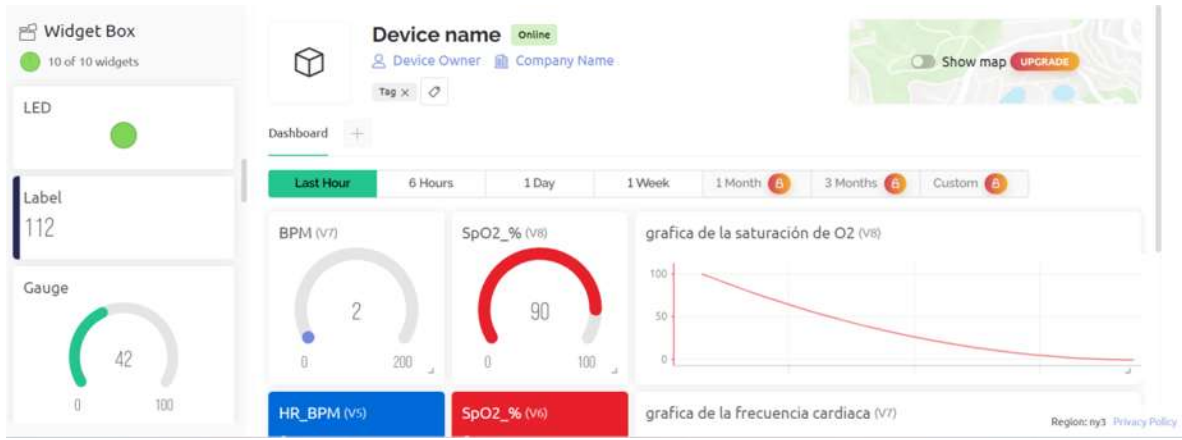 Widget Box
10 of 10 widgets
LED
Label
112
Gauge
42
0 100
Device name Online
Device Owner Company Name
Tag ×
Show map UPGRADE
Dashboard +
Last Hour 6 Hours 1 Day 1 Week 1 Month 3 Months Custom
BPM (V7)
2
0 200
SpO2_% (V8)
90
0 100
grafica de la saturación de O2 (V8)
100
50
0
HR_BPM (V5)
SpO2_% (V6)
grafica de la frecuencia cardiaca (V7)
Region: ny3 Privacy Policy